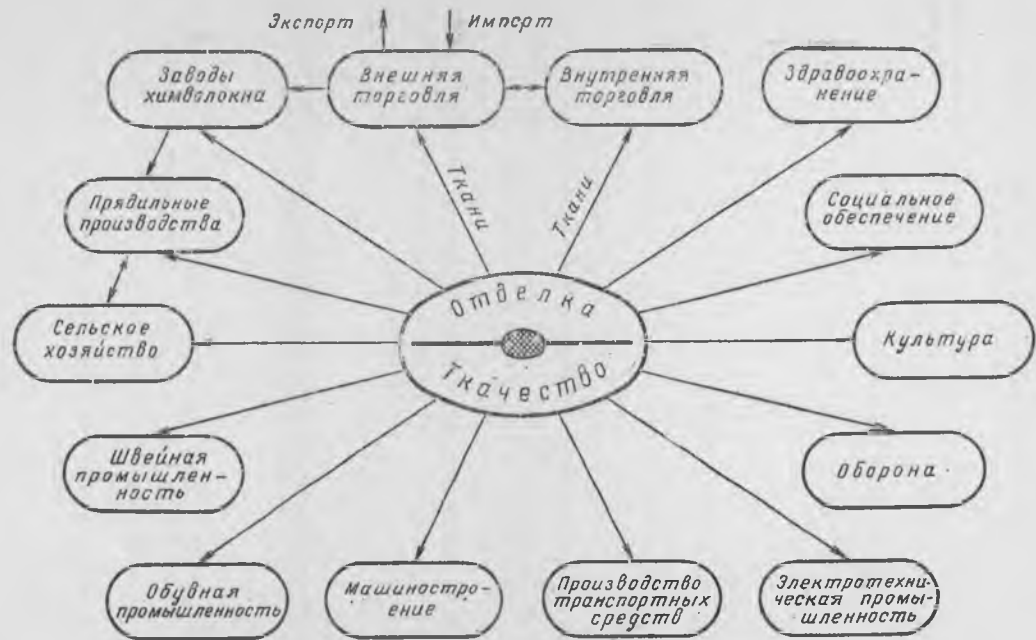 Экспорт
Импорт
Заводы
химволокна
Внешняя
торговля
Внутренняя
торговля
Здравоохра-
нение
Прядильные
производства
Ткани
Ткани
Социальное
обеспечение
Сельское
хозяйство
Отделка
Ткачество
Культура
Швейная
промышлен-
ность
Оборона
Обувная
промышленность
Машиностро-
ение
Производство
транспортных
средств
Электротехни-
ческая промы-
шленность